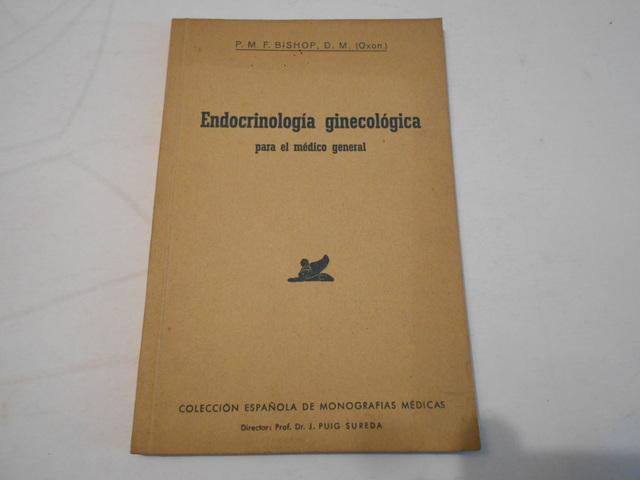 P. M. F. BISHOP, D. M. (Oxon.)
Endocrinología ginecológica
para el médico general
COLECCIÓN ESPAÑOLA DE MONOGRAFIAS MÉDICAS
Director: Prof. Dr. J. PUIG SUREDA